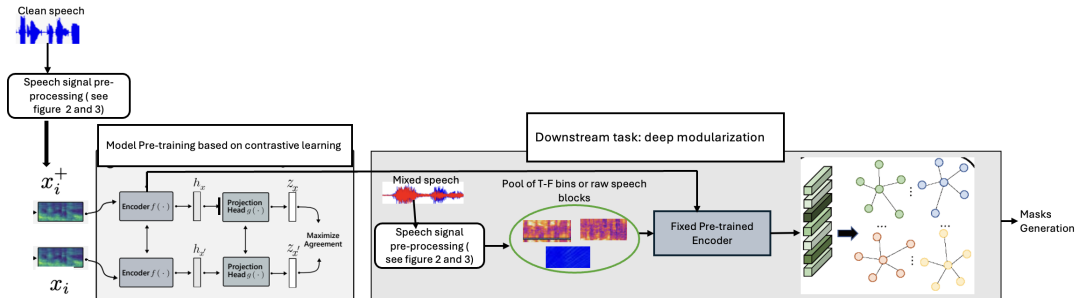 Clean speech
Speech signal pre-
processing ( see
figure 2 and 3)
x_i^+
x_i
Model Pre-training based on contrastive learning
h_x
z_x
Encoder f(·)
Projection
Head g(·)
Maximize
Agreement
h_x'
z_x'
Encoder f(·)
Projection
Head g(·)
Downstream task: deep modularization
Mixed speech
Speech signal
pre-processing (
see figure 2 and 3)
Pool of T-F bins or raw speech
blocks
Fixed Pre-trained
Encoder
...
...
...
...
Masks
Generation